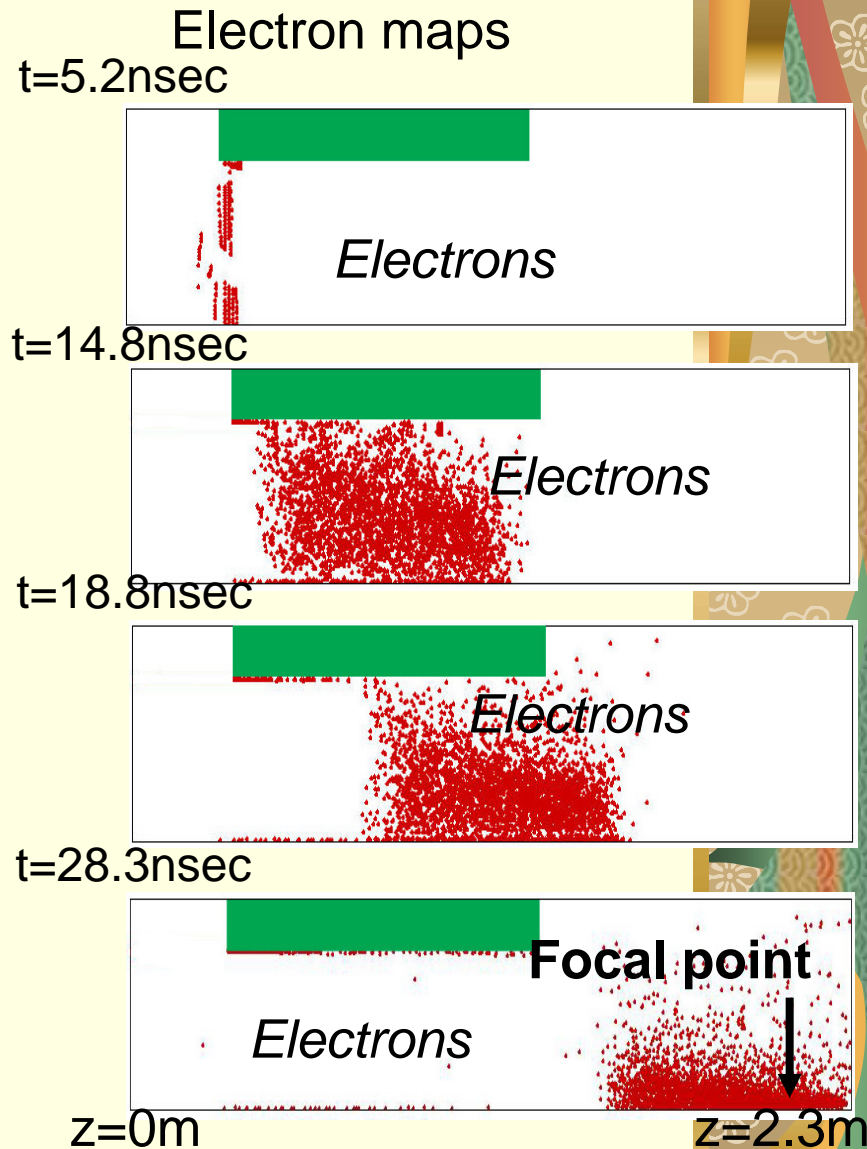 Electron maps
t=5.2nsec
Electrons
t=14.8nsec
Electrons
t=18.8nsec
Electrons
t=28.3nsec
Focal point
Electrons
z=0m z=2.3m